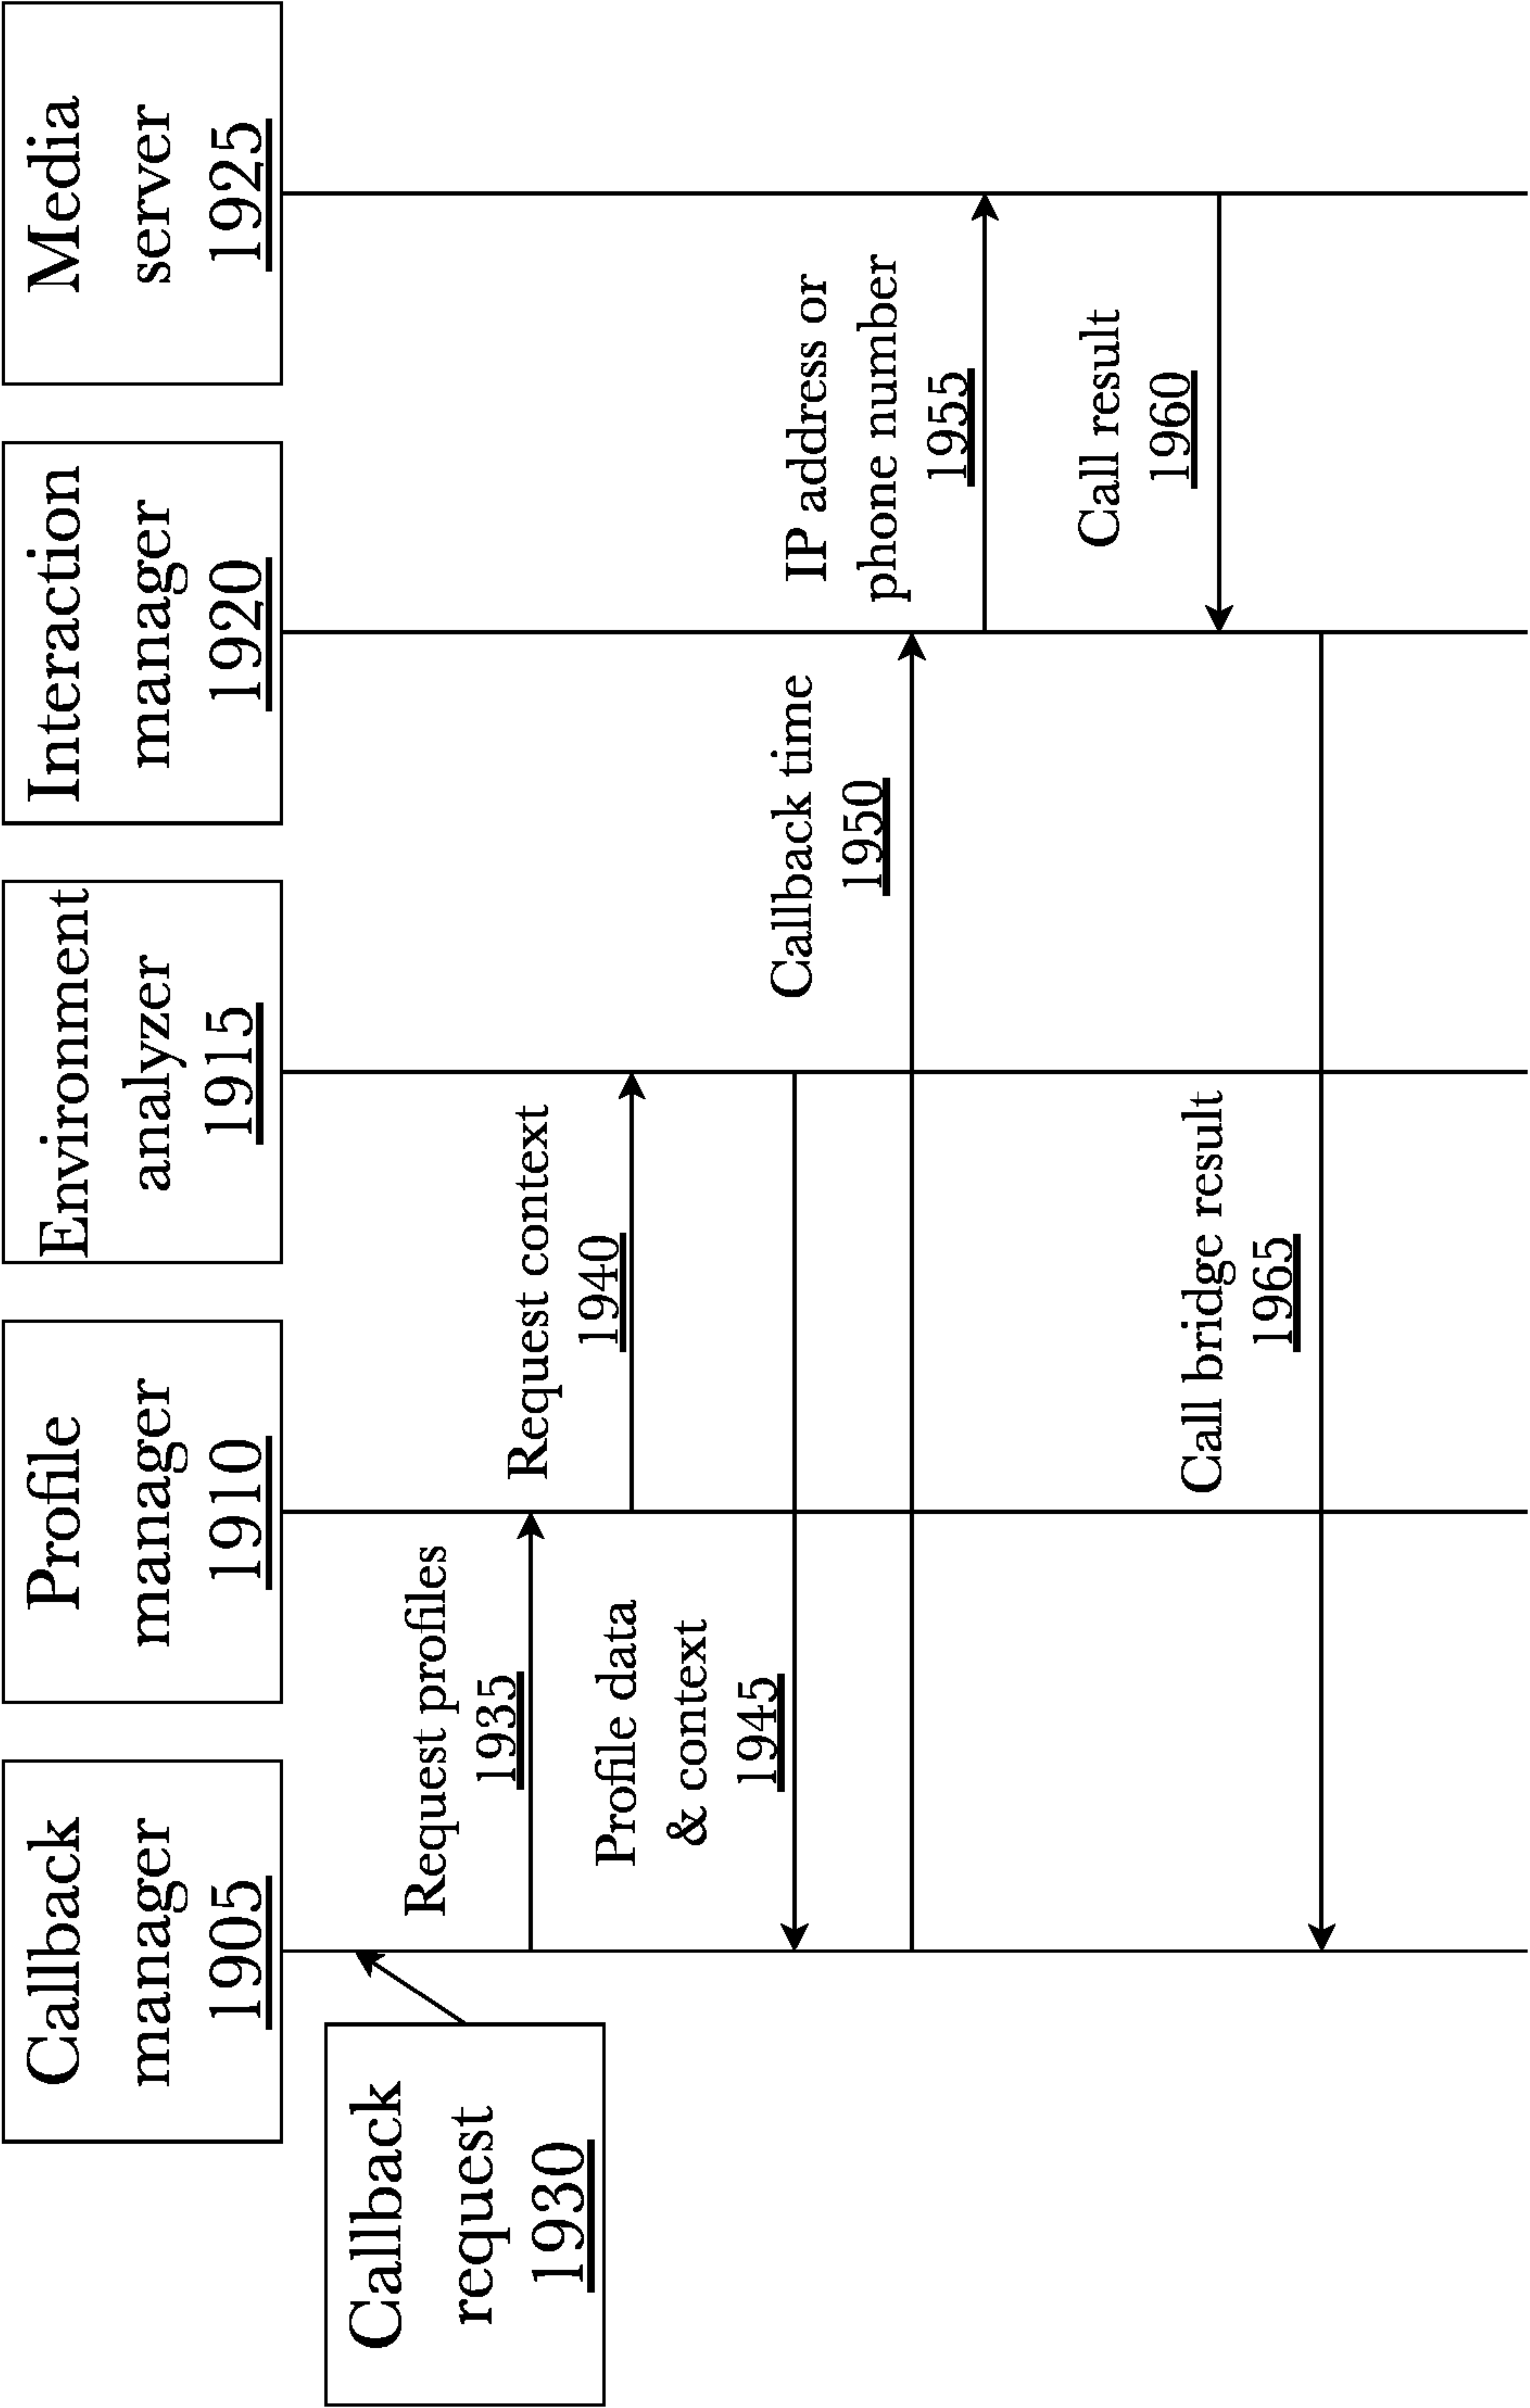 Callback
manager
1905
Profile
manager
1910
Environment
analyzer
1915
Interaction
manager
1920
Media
server
1925
Callback
request
1930
Request profiles
1935
Request context
1940
Profile data
& context
1945
Callback time
1950
IP address or
phone number
1955
Call result
1960
Call bridge result
1965